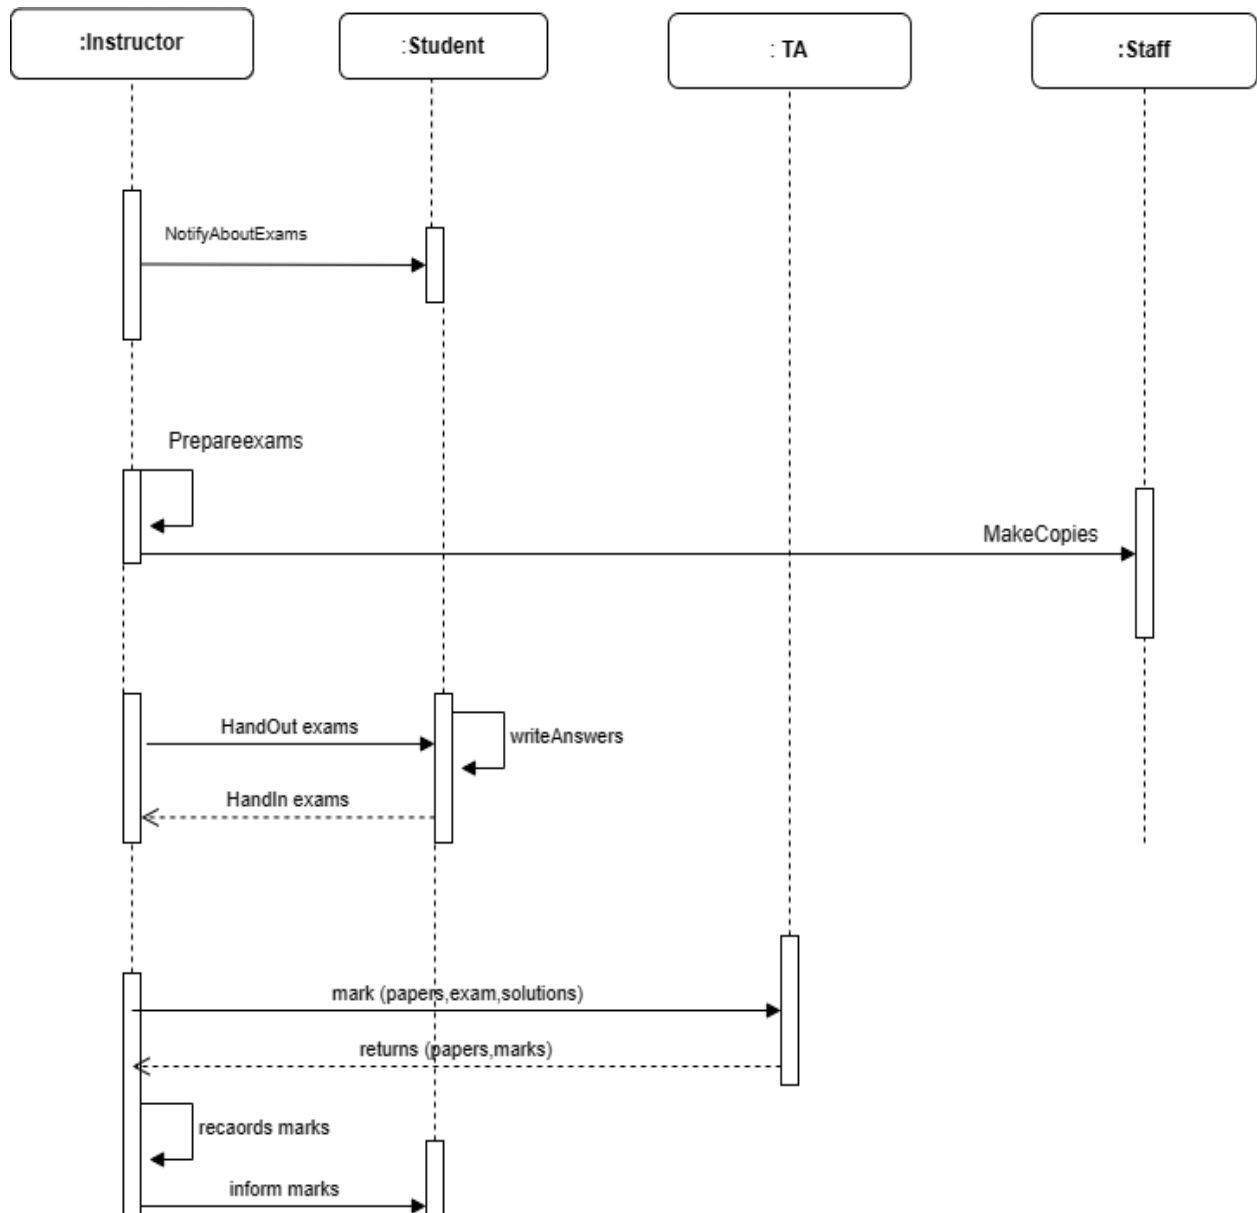 :Instructor
:Student
: TA
:Staff
NotifyAboutExams
Prepareexams
MakeCopies
HandOut exams
writeAnswers
HandIn exams
mark (papers,exam,solutions)
returns (papers,marks)
recaords marks
inform marks